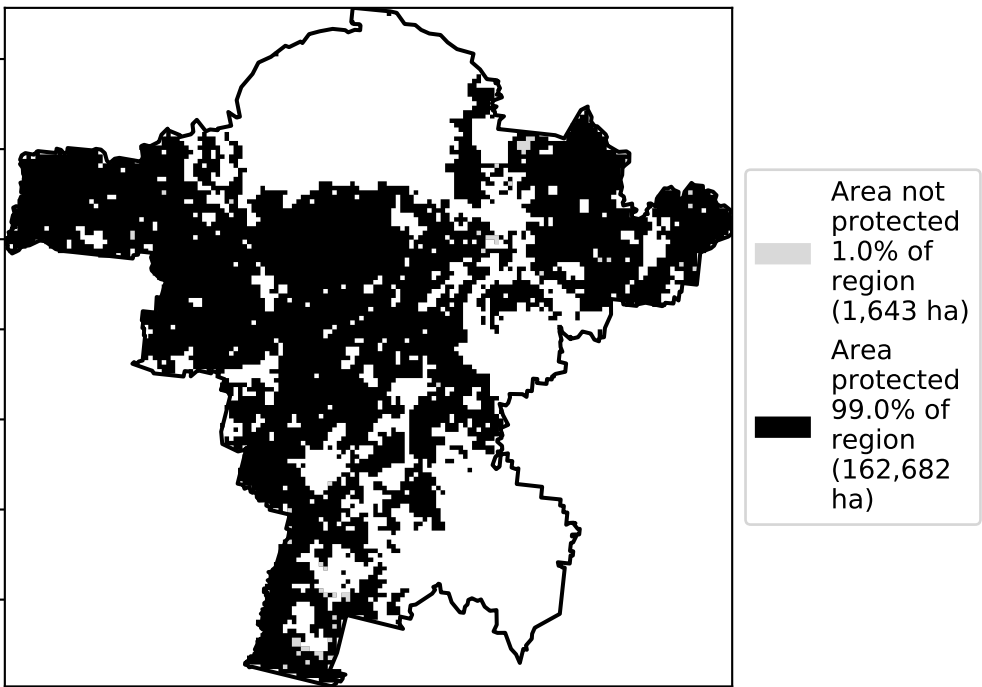 Area not
protected
1.0% of
region
(1,643 ha)
Area
protected
99.0% of
region
(162,682
ha)